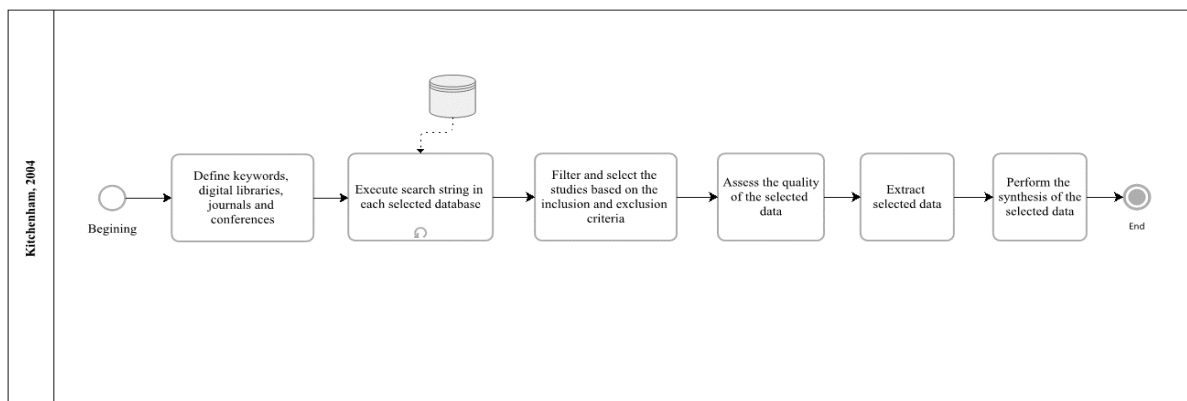 Kitchenham, 2004
Begining
Define keywords,
digital libraries,
journals and
conferences
Execute search string in
each selected database
Filter and select the
studies based on the
inclusion and exclusion
criteria
Assess the quality of
the selected
data
Extract
selected data
Perform the
synthesis of the
selected data
End